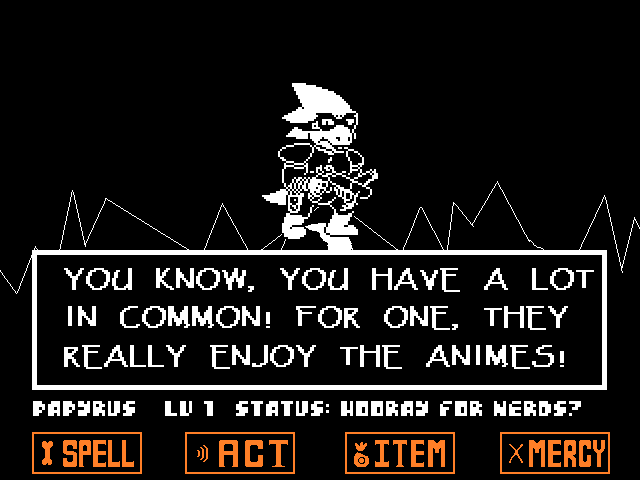 YOU KNOW, YOU HAVE A LOT
IN COMMON! FOR ONE, THEY
REALLY ENJOY THE ANIMES!
PAPYRUS LV 1 STATUS: HOORAY FOR NERDS?
SPELL ACT ITEM MERCY